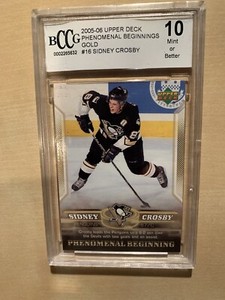 BCCG
0002265632
2005-06 UPPER DECK
PHENOMENAL BEGINNINGS
GOLD
#16 SIDNEY CROSBY
10
Mint
or
Better
SIDNEY CROSBY
PHENOMENAL BEGINNING